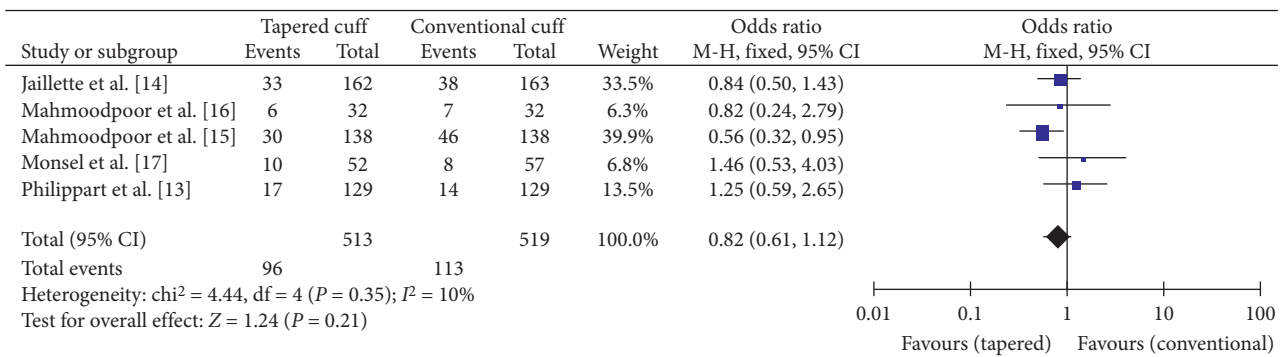 Tapered cuff Conventional cuff Odds ratio Odds ratio
Study or subgroup Events Total Events Total Weight M-H, fixed, 95% CI M-H, fixed, 95% CI
Jaillette et al. [14] 33 162 38 163 33.5% 0.84 (0.50, 1.43)
Mahmoodpoor et al. [16] 6 32 7 32 6.3% 0.82 (0.24, 2.79)
Mahmoodpoor et al. [15] 30 138 46 138 39.9% 0.56 (0.32, 0.95)
Monsel et al. [17] 10 52 8 57 6.8% 1.46 (0.53, 4.03)
Philippart et al. [13] 17 129 14 129 13.5% 1.25 (0.59, 2.65)
Total (95% CI) 513 519 100.0% 0.82 (0.61, 1.12)
Total events 96 113
Heterogeneity: chi² = 4.44, df = 4 (P = 0.35); I² = 10%
Test for overall effect: Z = 1.24 (P = 0.21)
0.01 0.1 1 10 100
Favours (tapered) Favours (conventional)